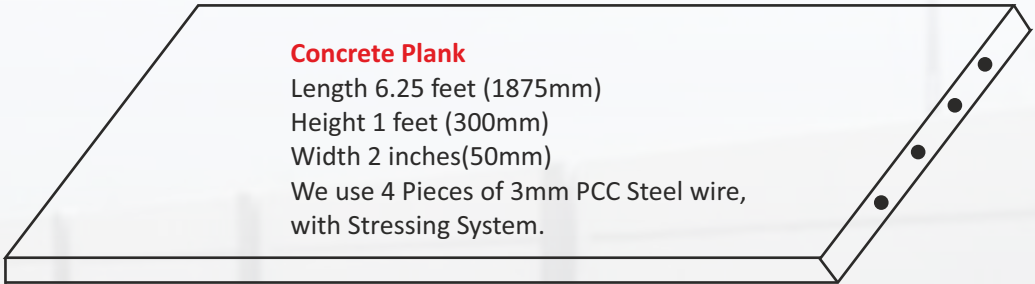 Concrete Plank
Length 6.25 feet (1875mm)
Height 1 feet (300mm)
Width 2 inches(50mm)
We use 4 Pieces of 3mm PCC Steel wire,
with Stressing System.